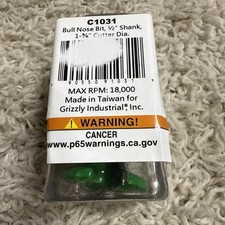 C1031
Bull Nose Bit, ½" Shank,
1-⅜" Cutter Dia.
MAX RPM: 18,000
Made in Taiwan for
Grizzly Industrial®, Inc.
⚠ WARNING!
CANCER
www.p65warnings.ca.gov